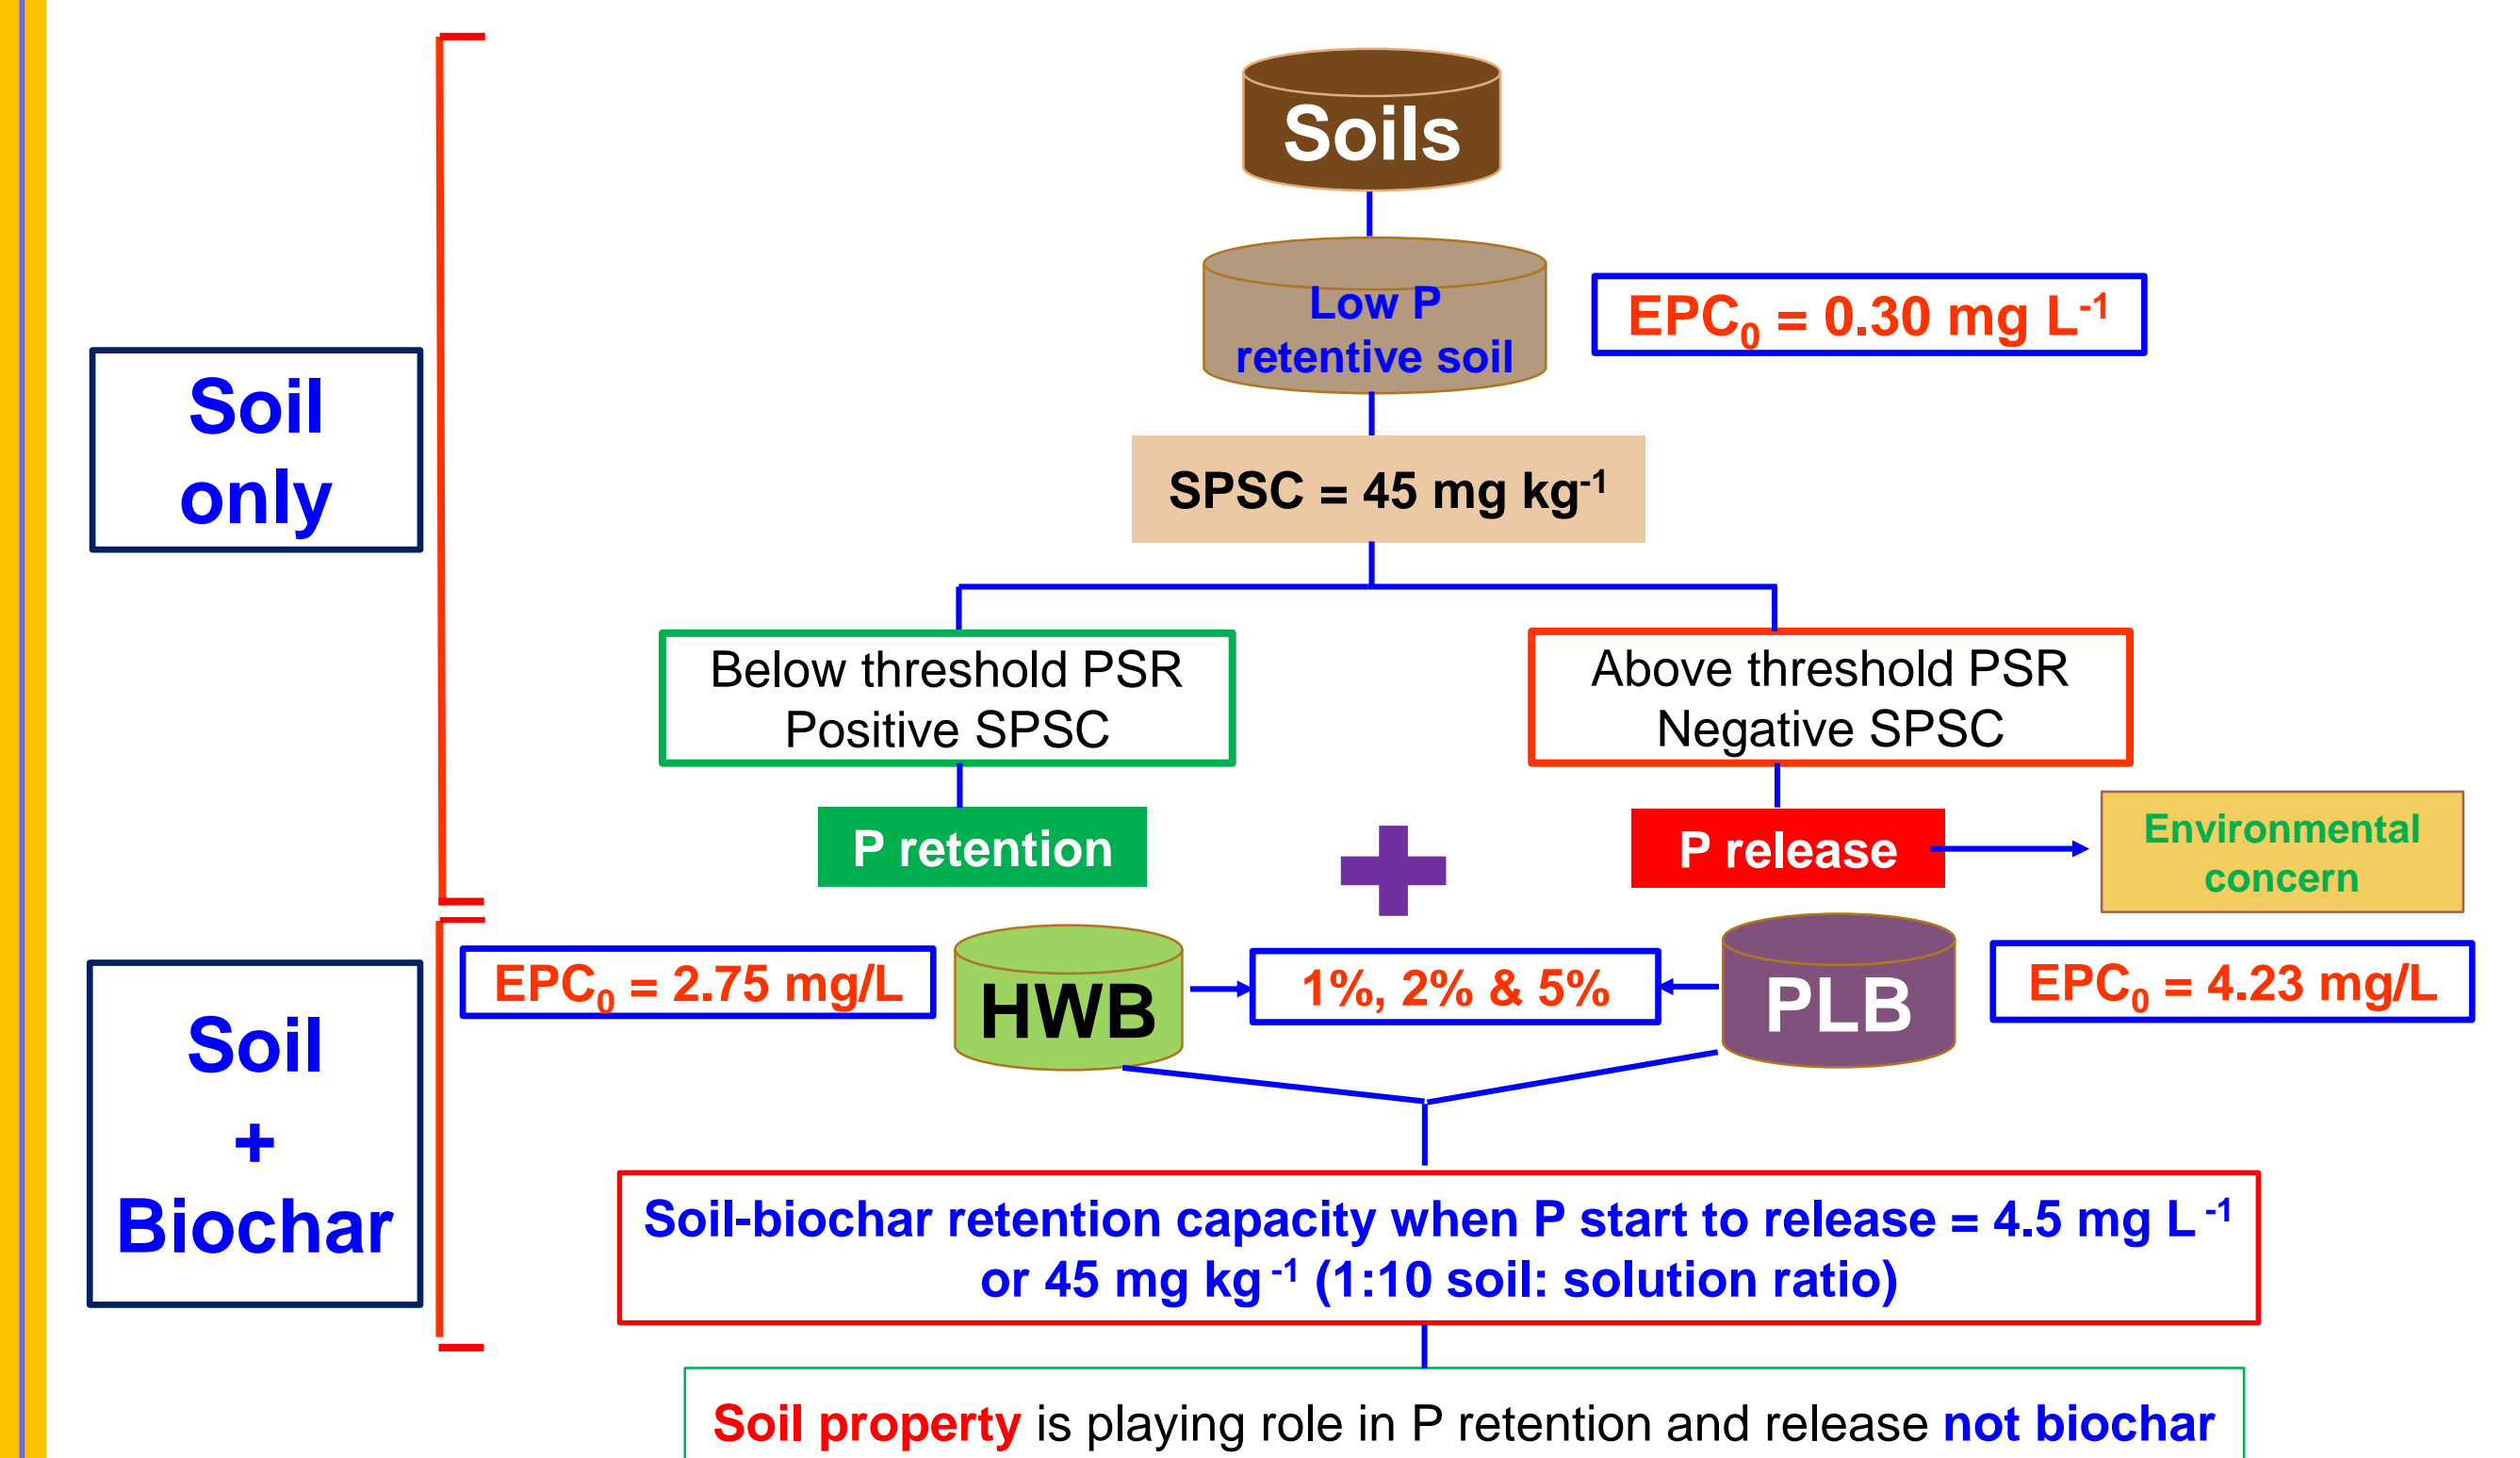 Soils
Low P
retentive soil
EPC₀ = 0.30 mg L⁻¹
Soil
only
SPSC = 45 mg kg⁻¹
Below threshold PSR
Positive SPSC
Above threshold PSR
Negative SPSC
P retention
P release
Environmental
concern
EPC₀ = 2.75 mg/L
HWB
1%, 2% & 5%
PLB
EPC₀ = 4.23 mg/L
Soil
+
Biochar
Soil-biochar retention capacity when P start to release = 4.5 mg L ⁻¹
or 45 mg kg ⁻¹ (1:10 soil: solution ratio)
Soil property is playing role in P retention and release not biochar